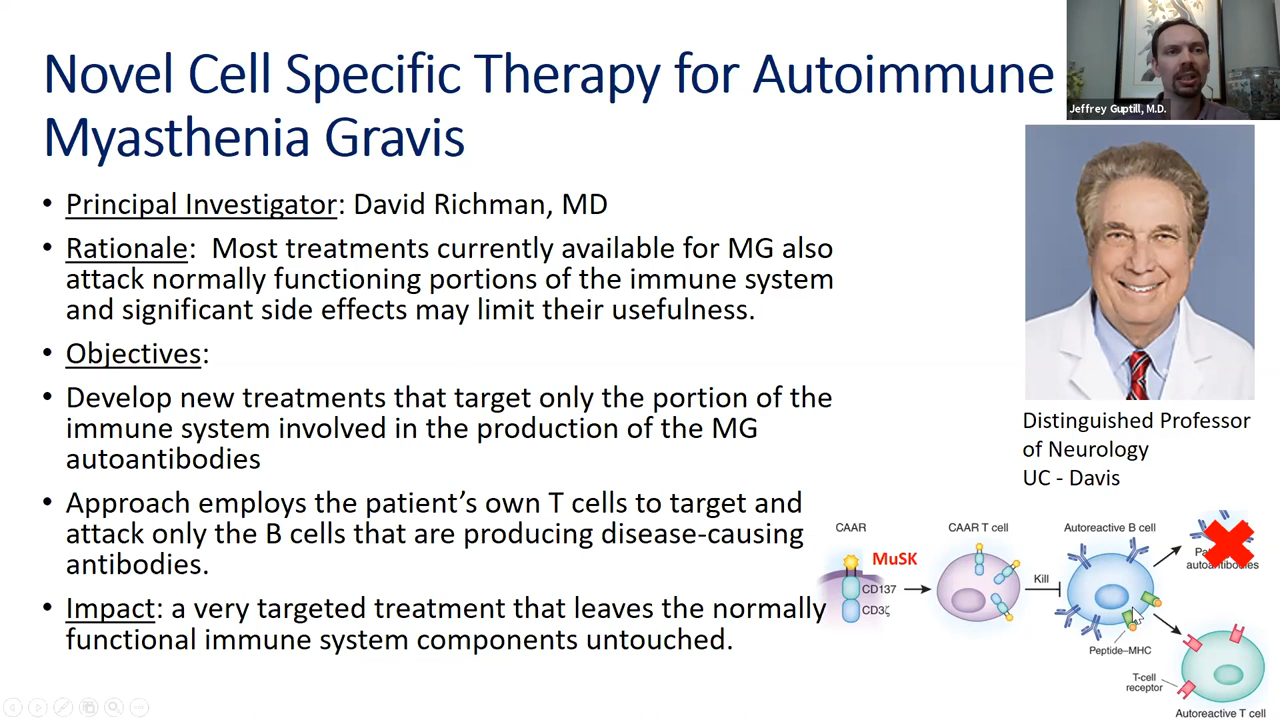 Novel Cell Specific Therapy for Autoimmune
Myasthenia Gravis
Jeffrey Guptill, M.D.
• Principal Investigator: David Richman, MD
• Rationale: Most treatments currently available for MG also
attack normally functioning portions of the immune system
and significant side effects may limit their usefulness.
• Objectives:
• Develop new treatments that target only the portion of the
immune system involved in the production of the MG
autoantibodies
• Approach employs the patient’s own T cells to target and
attack only the B cells that are producing disease-causing
antibodies.
• Impact: a very targeted treatment that leaves the normally
functional immune system components untouched.
Distinguished Professor
of Neurology
UC - Davis
CAAR
MuSK
CD137
CD3ζ
CAAR T cell
Kill
Autoreactive B cell
autoantibodies
Peptide–MHC
T-cell
receptor
Autoreactive T cell